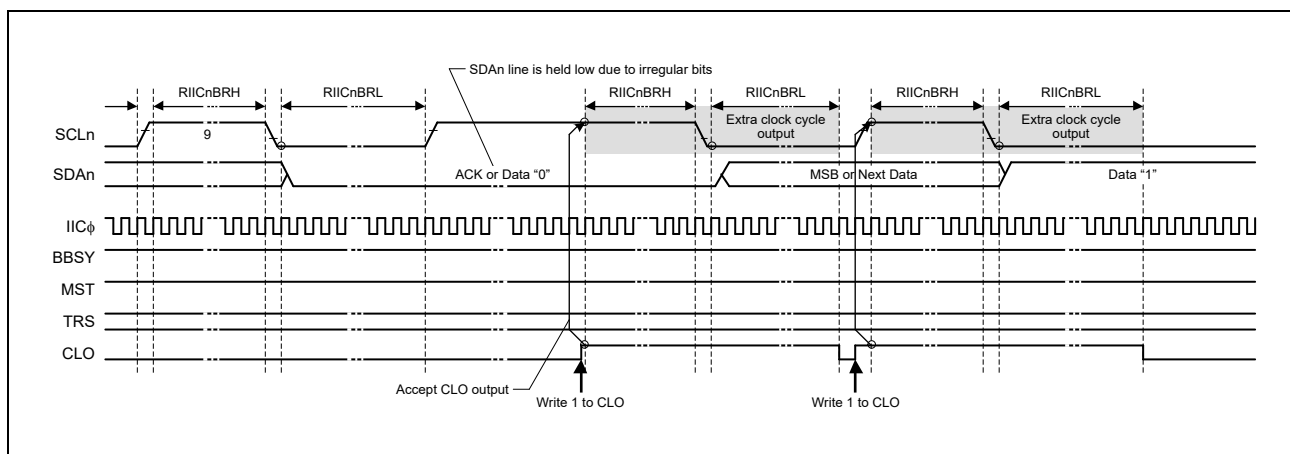 SDAn line is held low due to irregular bits
RIICnBRH
RIICnBRL
RIICnBRH
RIICnBRL
RIICnBRH
RIICnBRL
SCLn
9
Extra clock cycle
output
Extra clock cycle
output
SDAn
ACK or Data “0”
MSB or Next Data
Data “1”
IICϕ
BBSY
MST
TRS
CLO
Accept CLO output
Write 1 to CLO
Write 1 to CLO